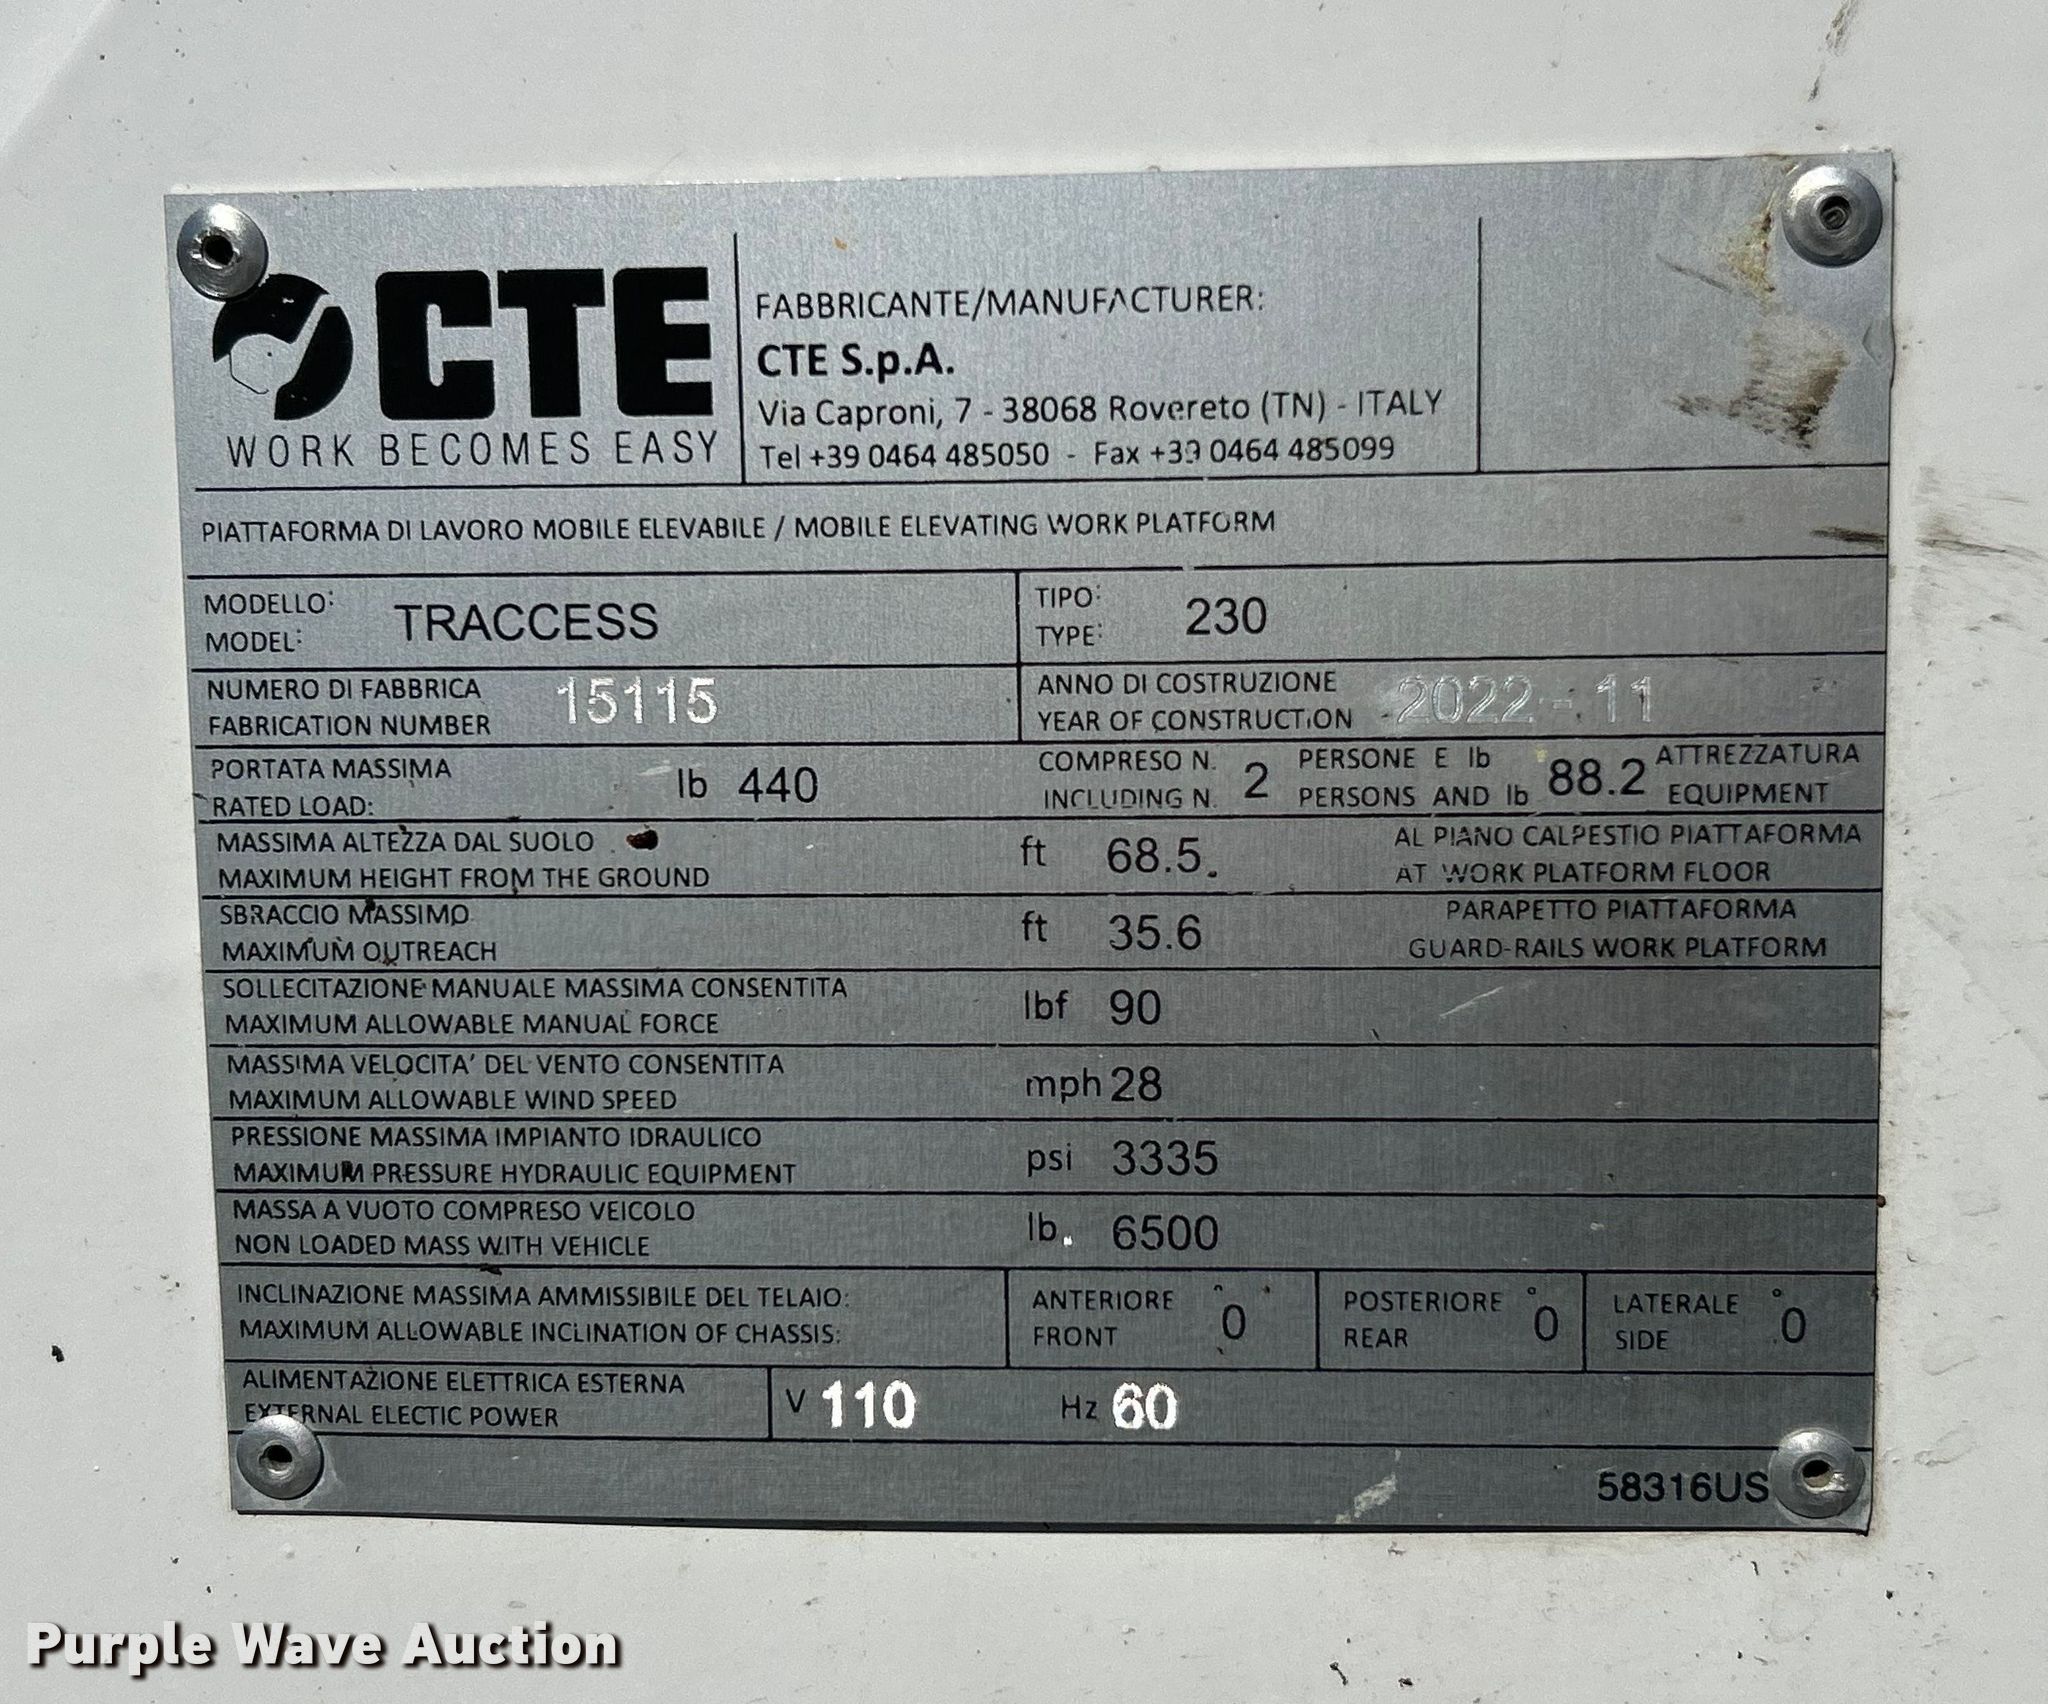 CTE
WORK BECOMES EASY
FABBRICANTE/MANUFACTURER:
CTE S.p.A.
Via Caproni, 7 - 38068 Rovereto (TN) - ITALY
Tel +39 0464 485050 - Fax +39 0464 485099
PIATTAFORMA DI LAVORO MOBILE ELEVABILE / MOBILE ELEVATING WORK PLATFORM
MODELLO:
MODEL:
TRACCESS
TIPO:
TYPE:
230
NUMERO DI FABBRICA
FABRICATION NUMBER
15115
ANNO DI COSTRUZIONE
YEAR OF CONSTRUCTION
2022-11
PORTATA MASSIMA
RATED LOAD:
lb 440
COMPRESO N.
INCLUDING N.
2
PERSONE E lb
PERSONS AND lb
88.2
ATTREZZATURA
EQUIPMENT
MASSIMA ALTEZZA DAL SUOLO
MAXIMUM HEIGHT FROM THE GROUND
ft 68.5
AL PIANO CALPESTIO PIATTAFORMA
AT WORK PLATFORM FLOOR
SBRACCIO MASSIMO
MAXIMUM OUTREACH
ft 35.6
PARAPETTO PIATTAFORMA
GUARD-RAILS WORK PLATFORM
SOLLECITAZIONE MANUALE MASSIMA CONSENTITA
MAXIMUM ALLOWABLE MANUAL FORCE
lbf 90
MASSIMA VELOCITA' DEL VENTO CONSENTITA
MAXIMUM ALLOWABLE WIND SPEED
mph 28
PRESSIONE MASSIMA IMPIANTO IDRAULICO
MAXIMUM PRESSURE HYDRAULIC EQUIPMENT
psi 3335
MASSA A VUOTO COMPRESO VEICOLO
NON LOADED MASS WITH VEHICLE
lb. 6500
INCLINAZIONE MASSIMA AMMISSIBILE DEL TELAIO:
MAXIMUM ALLOWABLE INCLINATION OF CHASSIS:
ANTERIORE °
FRONT
0
POSTERIORE °
REAR
0
LATERALE °
SIDE
0
ALIMENTAZIONE ELETTRICA ESTERNA
EXTERNAL ELECTIC POWER
V 110
Hz 60
58316US
Purple Wave Auction